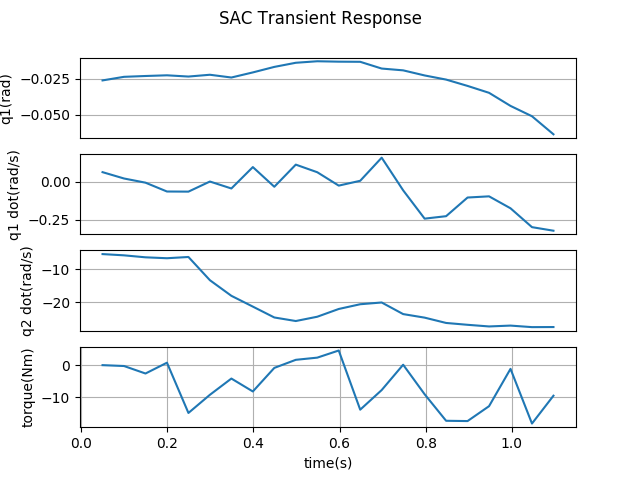 SAC Transient Response
−0.025
−0.050
q1(rad)
0.00
−0.25
q1 dot(rad/s)
−10
−20
q2 dot(rad/s)
0
−10
torque(Nm)
0.0 0.2 0.4 0.6 0.8 1.0
time(s)